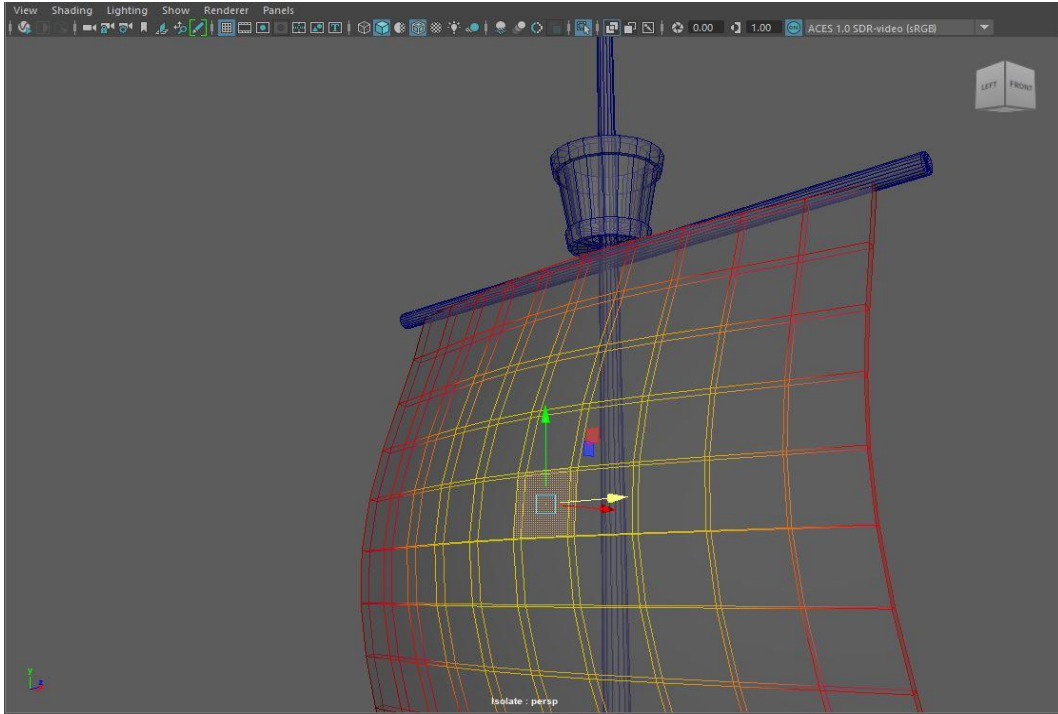 View Shading Lighting Show Renderer Panels
0.00 1.00 ACES 1.0 SDR-video (sRGB)
LEFT FRONT
y
z
Isolate : persp